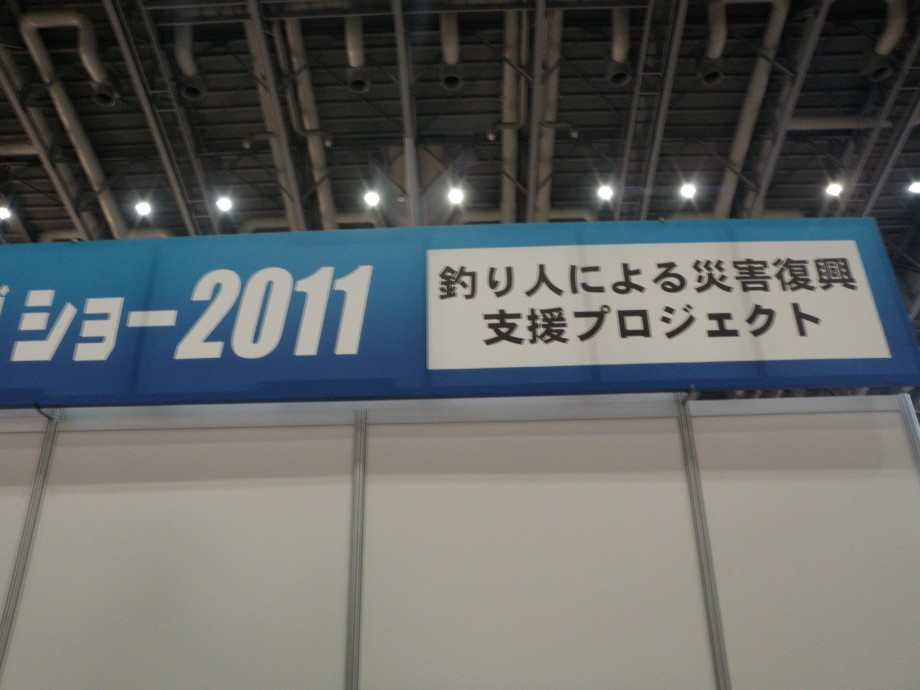 グ ショー2011
釣り人による災害復興
支援プロジェクト